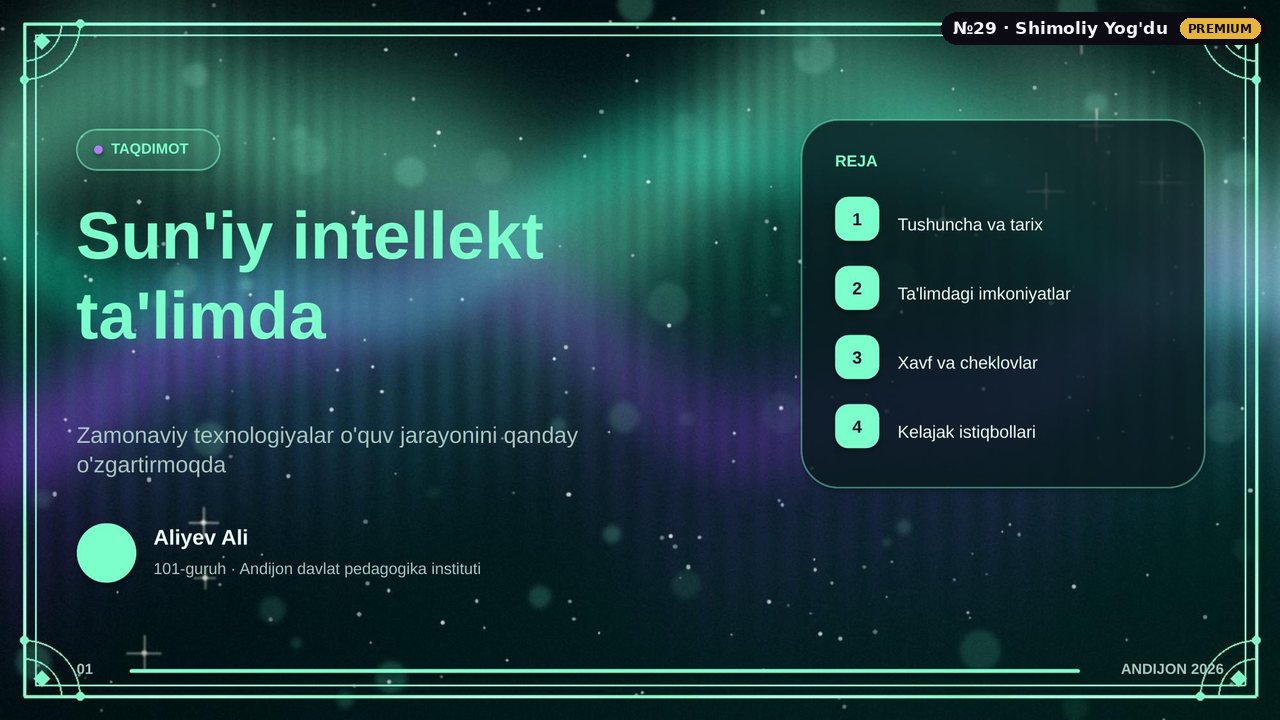 №29 · Shimoliy Yog'du PREMIUM
TAQDIMOT
Sun'iy intellekt
ta'limda
Zamonaviy texnologiyalar o'quv jarayonini qanday
o'zgartirmoqda
Aliyev Ali
101-guruh · Andijon davlat pedagogika instituti
REJA
1 Tushuncha va tarix
2 Ta'limdagi imkoniyatlar
3 Xavf va cheklovlar
4 Kelajak istiqbollari
01
ANDIJON 2026